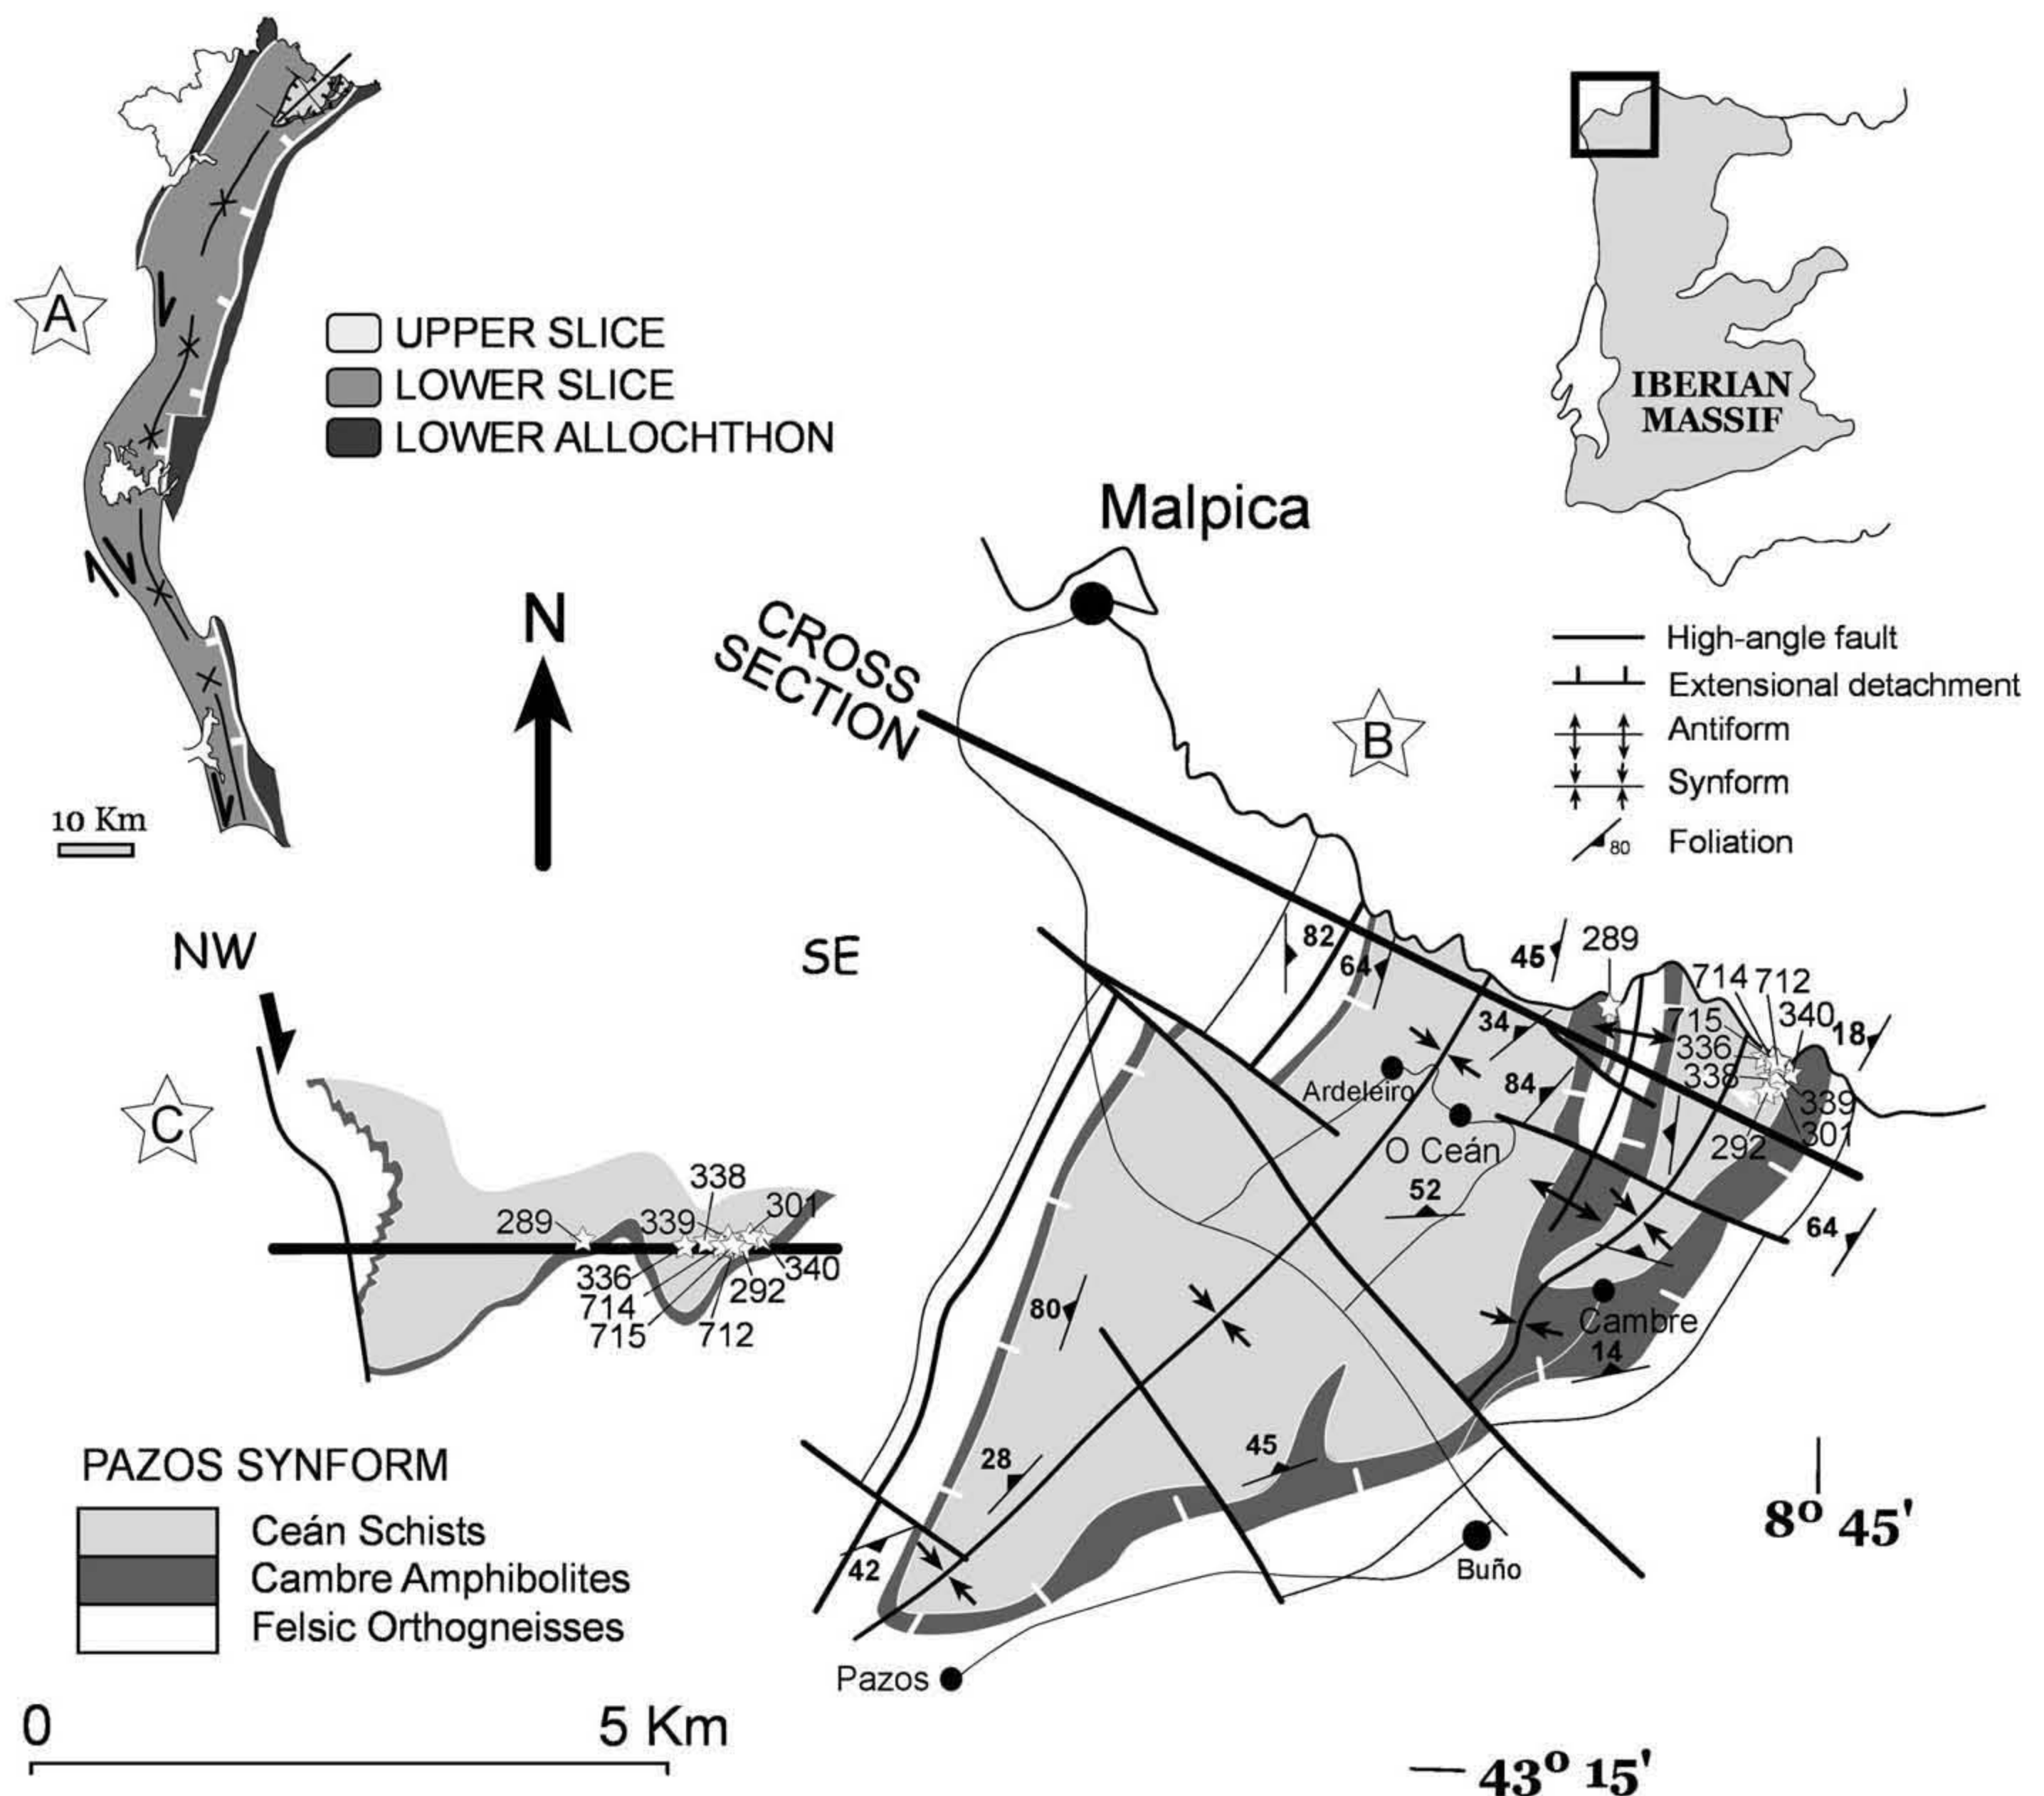 A
UPPER SLICE
LOWER SLICE
LOWER ALLOCHTHON
10 Km
N
IBERIAN
MASSIF
Malpica
CROSS
SECTION
B
High-angle fault
Extensional detachment
Antiform
Synform
80 Foliation
NW
SE
C
338
289
339
301
336
714
715
292
340
712
82
64
45
289
714
712
715
340
18
336
338
339
292
301
34
84
Ardeleiro
O Ceán
52
64
80
Cambre
14
28
45
42
Buño
Pazos
PAZOS SYNFORM
Ceán Schists
Cambre Amphibolites
Felsic Orthogneisses
0
5 Km
8º 45'
43º 15'